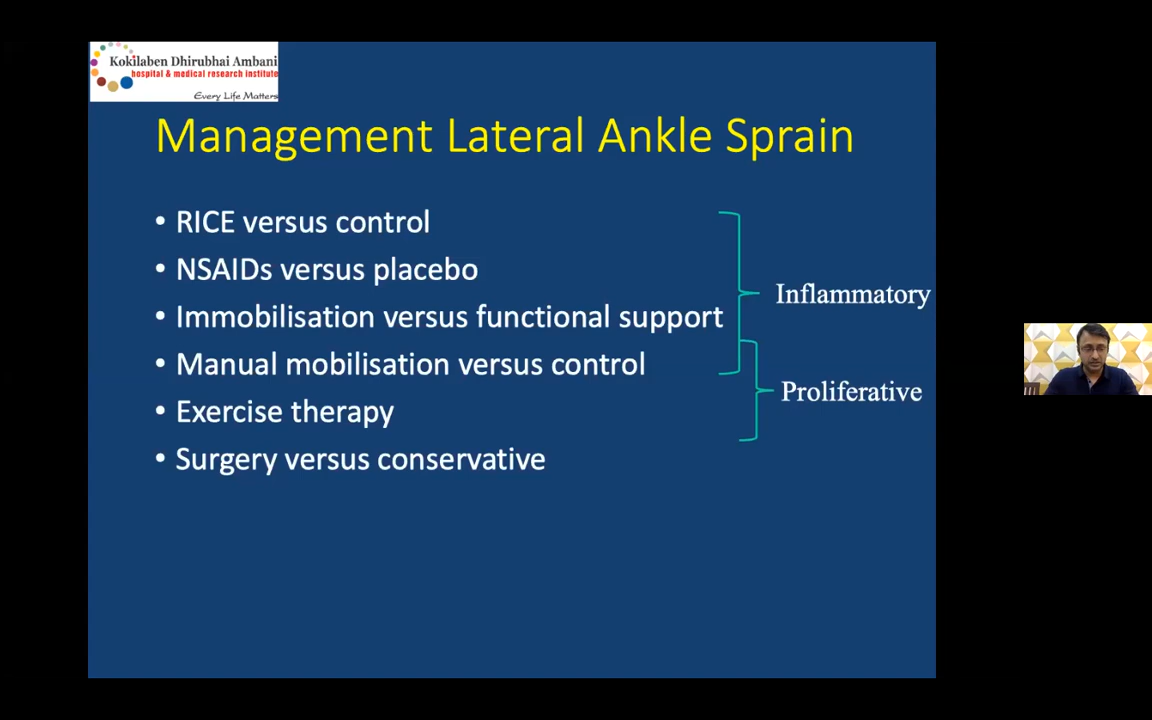 Kokilaben Dhirubhai Ambani
hospital & medical research institute
Every Life Matters
Management Lateral Ankle Sprain
• RICE versus control
• NSAIDs versus placebo
• Immobilisation versus functional support
• Manual mobilisation versus control
• Exercise therapy
• Surgery versus conservative
Inflammatory
Proliferative